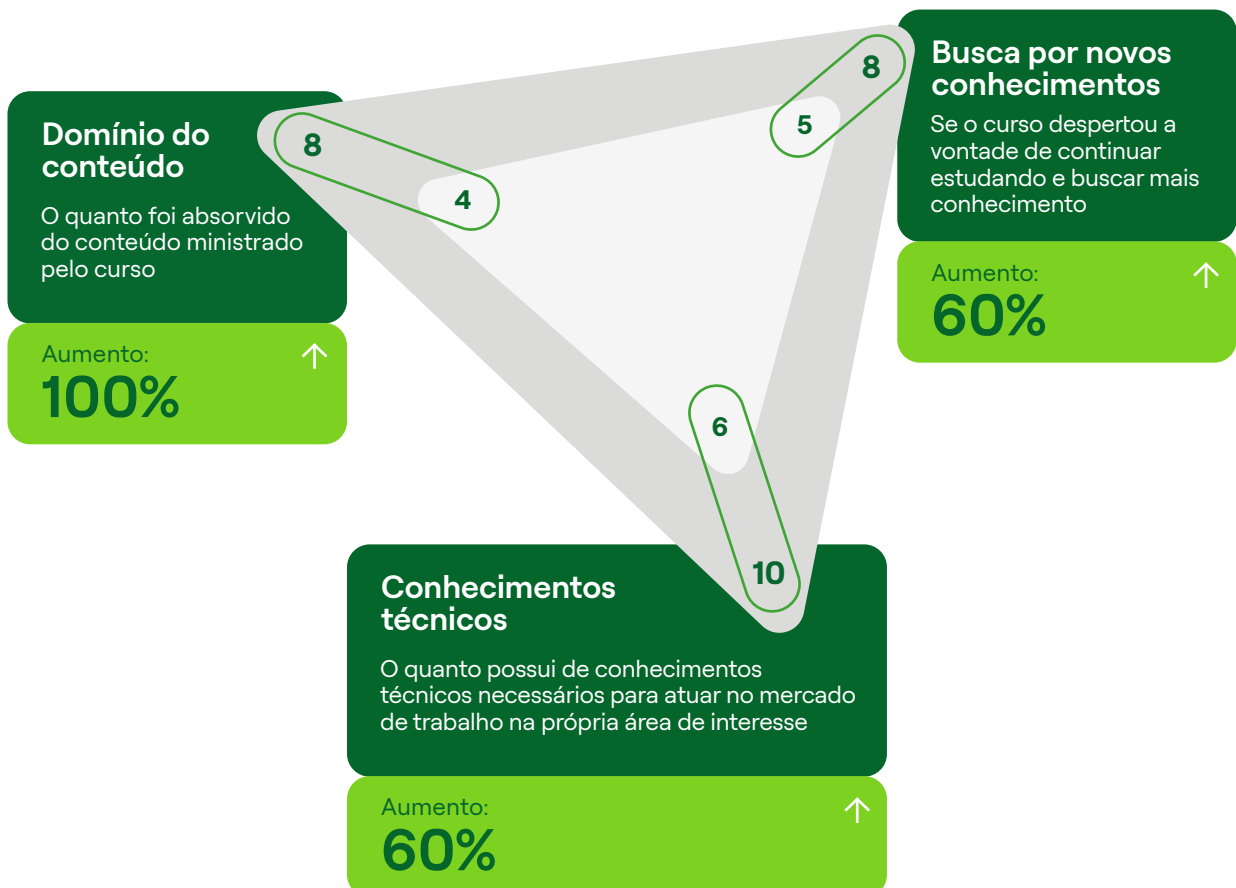 Domínio do
conteúdo
O quanto foi absorvido
do conteúdo ministrado
pelo curso
Aumento:
100%
8
4
8
5
Busca por novos
conhecimentos
Se o curso despertou a
vontade de continuar
estudando e buscar mais
conhecimento
Aumento:
60%
6
10
Conhecimentos
técnicos
O quanto possui de conhecimentos
técnicos necessários para atuar no mercado
de trabalho na própria área de interesse
Aumento:
60%